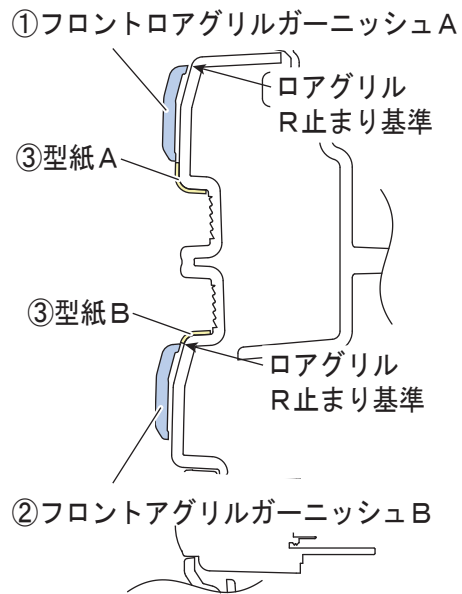 ①フロントロアグリルガーニッシュA
ロアグリル
R止まり基準
③型紙A
③型紙B
ロアグリル
R止まり基準
②フロントアグリルガーニッシュB